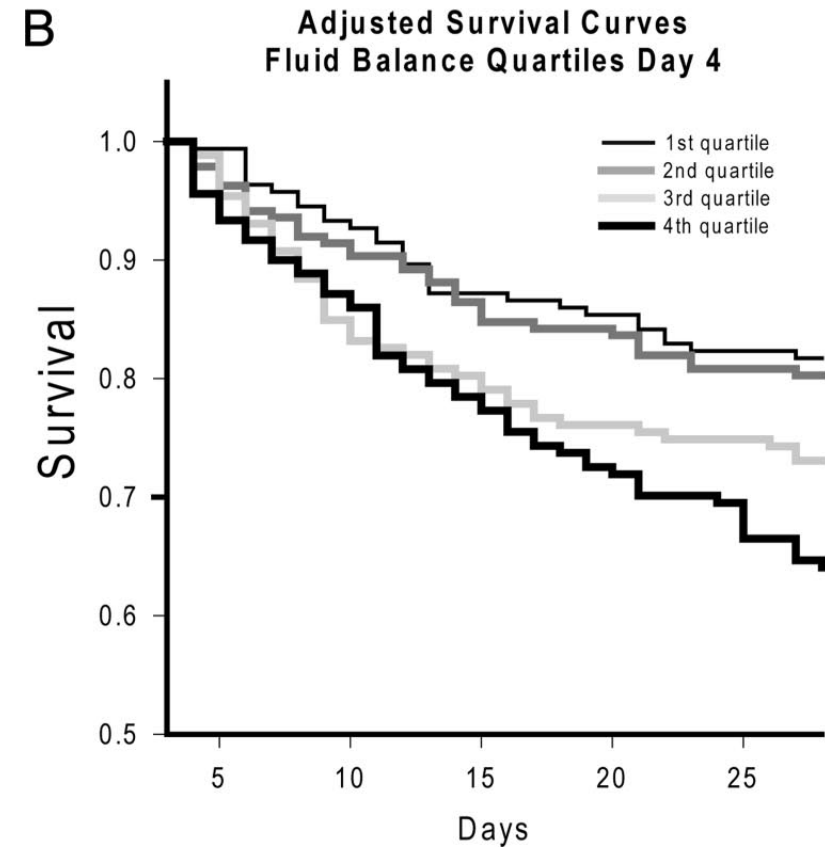 B
Adjusted Survival Curves
Fluid Balance Quartiles Day 4
1st quartile
2nd quartile
3rd quartile
4th quartile
Survival
1.0
0.9
0.8
0.7
0.6
0.5
5 10 15 20 25
Days